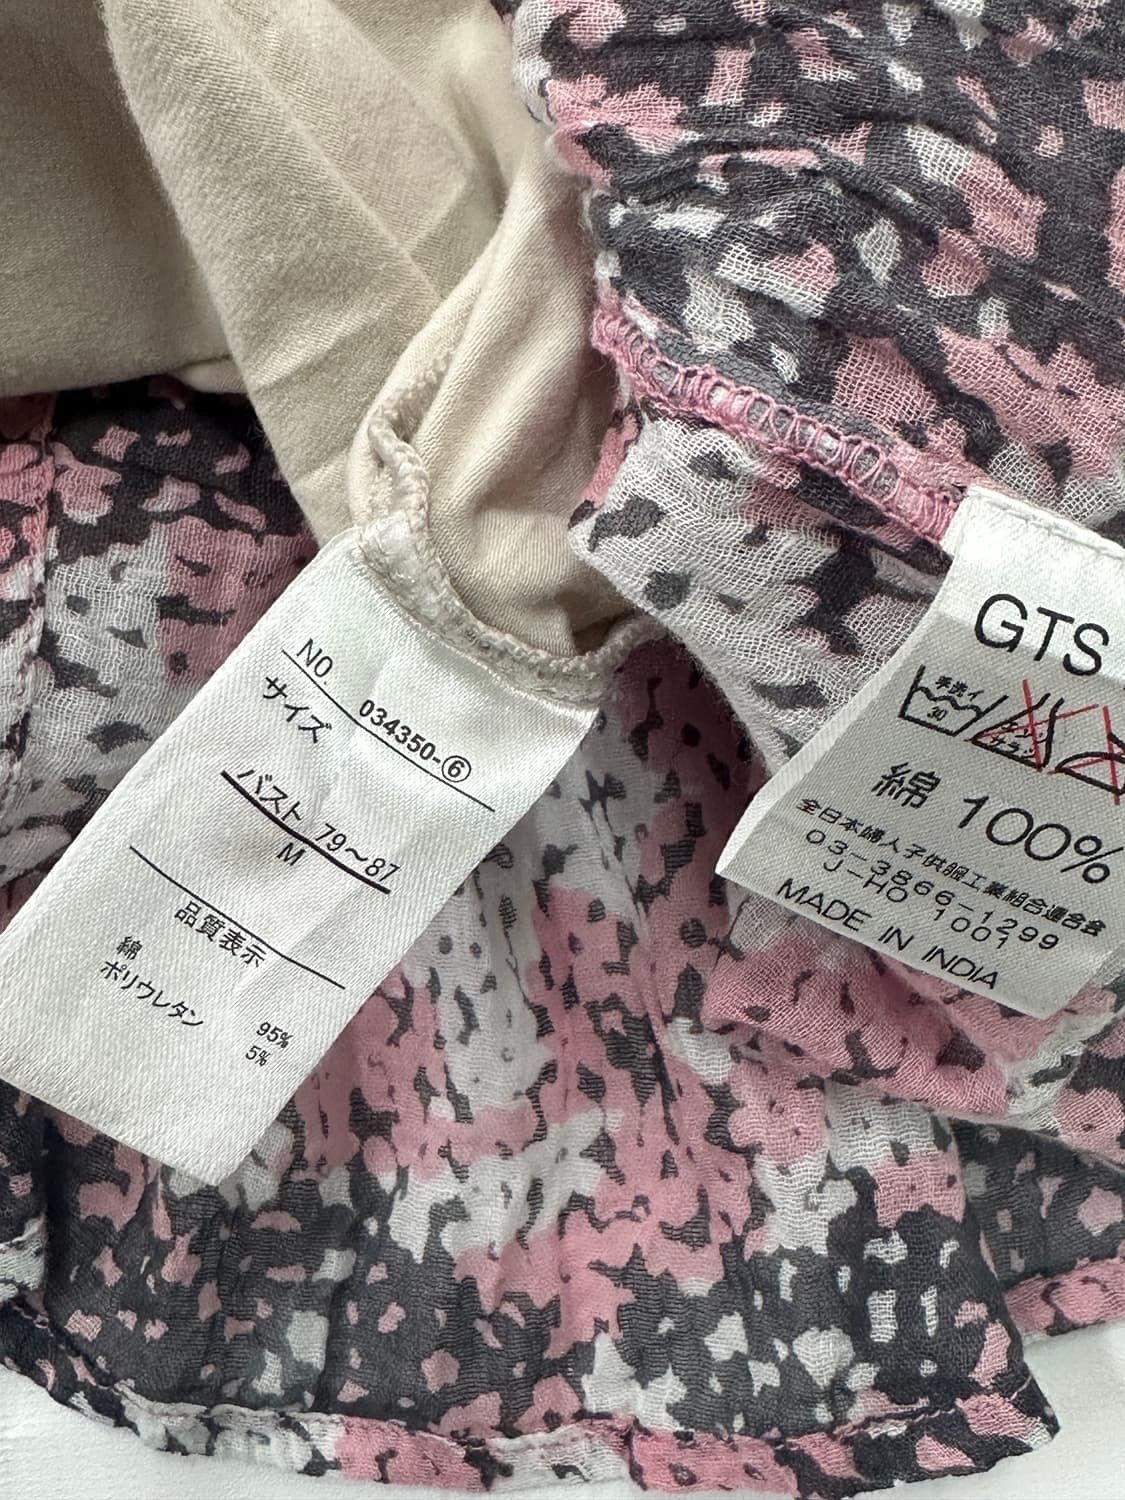 NO 034350-⑥
サイズ
バスト 79～87
M
品質表示
綿 95%
ポリウレタン 5%
GTS
手洗イ
30
綿 100%
全日本婦人子供服工業組合連合会
03-3866-1299
J-HO 1001
MADE IN INDIA